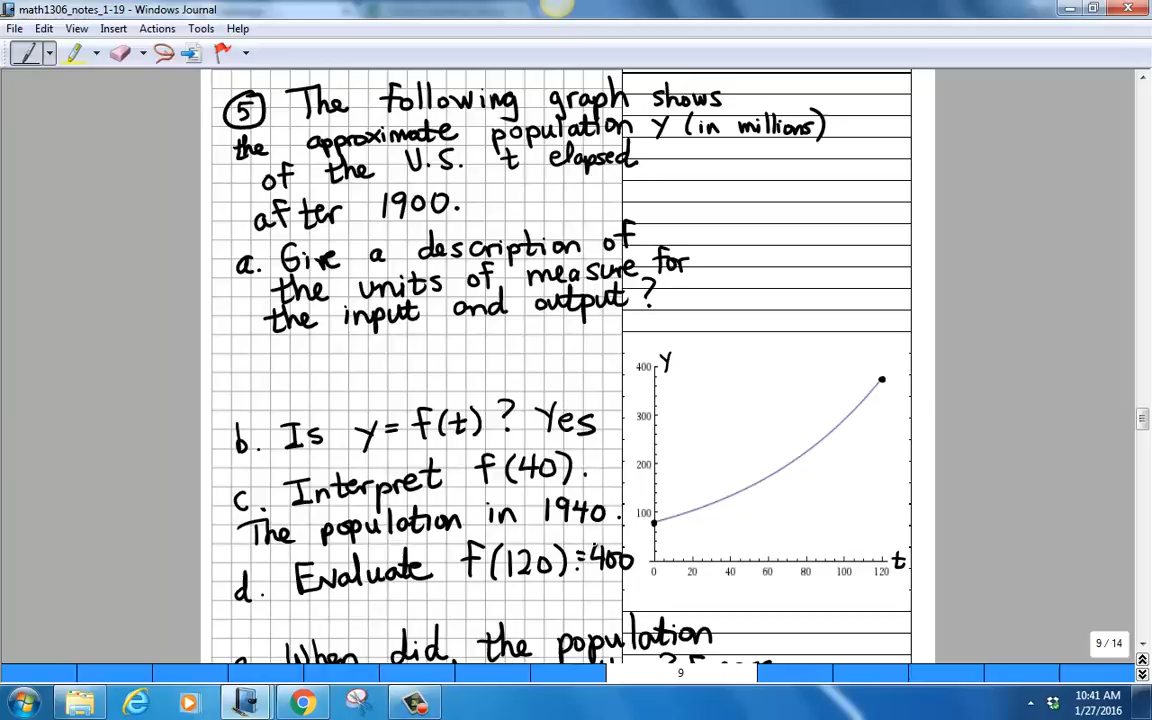 math1306_notes_1-19 - Windows Journal
File Edit View Insert Actions Tools Help
5 The following graph shows
the approximate population y (in millions)
of the U.S. t elapsed
after 1900.
a. Give a description of
the units of measure for
the input and output?
b. Is y = f(t)? Yes
c. Interpret f(40).
The population in 1940.
d. Evaluate f(120)=400
When did the population
y
400
300
200
100
0 20 40 60 80 100 120 t
9 / 14
9
10:41 AM
1/27/2016